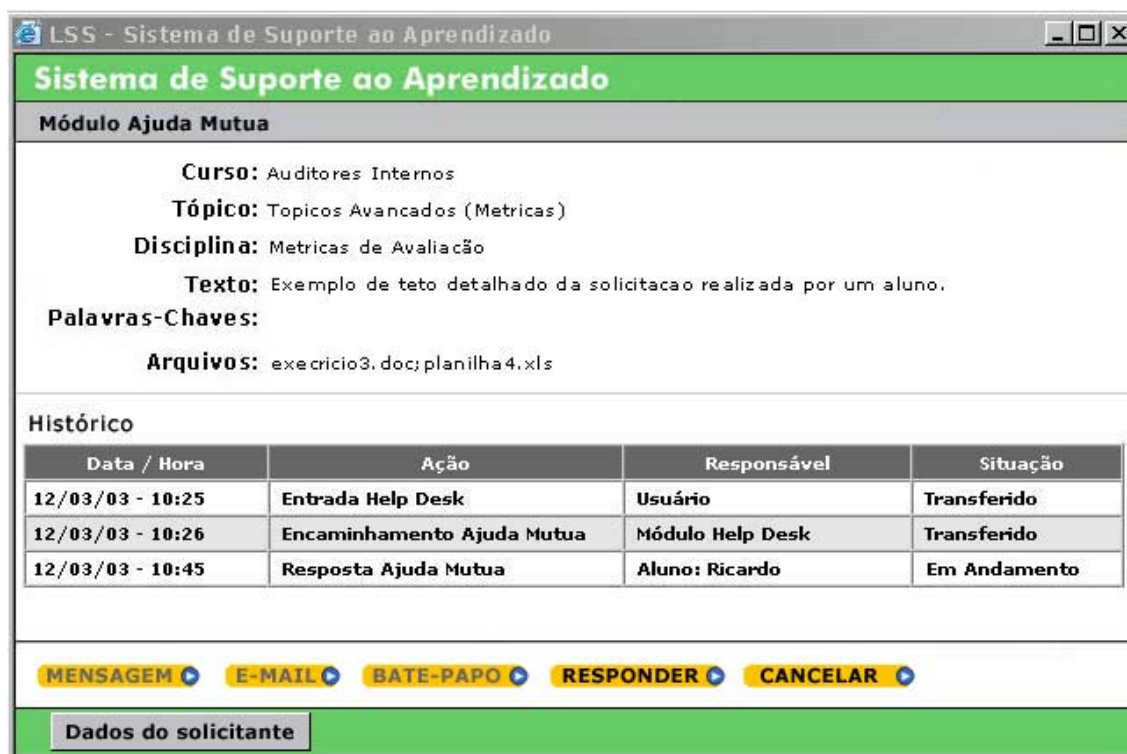 LSS - Sistema de Suporte ao Aprendizado
Sistema de Suporte ao Aprendizado
Módulo Ajuda Mutua
Curso: Auditores Internos
Tópico: Topicos Avancados (Metricas)
Disciplina: Metricas de Avaliacão
Texto: Exemplo de teto detalhado da solicitacao realizada por um aluno.
Palavras-Chaves:
Arquivos: execricio3.doc;planilha4.xls
Histórico
Data / Hora Ação Responsável Situação
12/03/03 - 10:25 Entrada Help Desk Usuário Transferido
12/03/03 - 10:26 Encaminhamento Ajuda Mutua Módulo Help Desk Transferido
12/03/03 - 10:45 Resposta Ajuda Mutua Aluno: Ricardo Em Andamento
MENSAGEM E-MAIL BATE-PAPO RESPONDER CANCELAR
Dados do solicitante